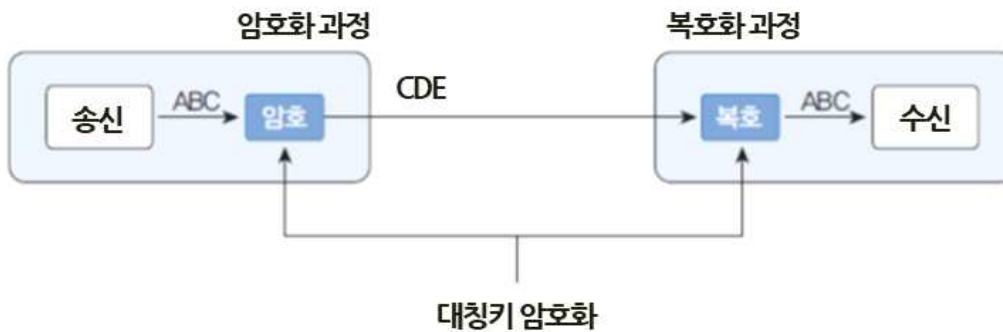 암호화 과정
복호화 과정
송신
ABC
암호
CDE
복호
ABC
수신
대칭키 암호화